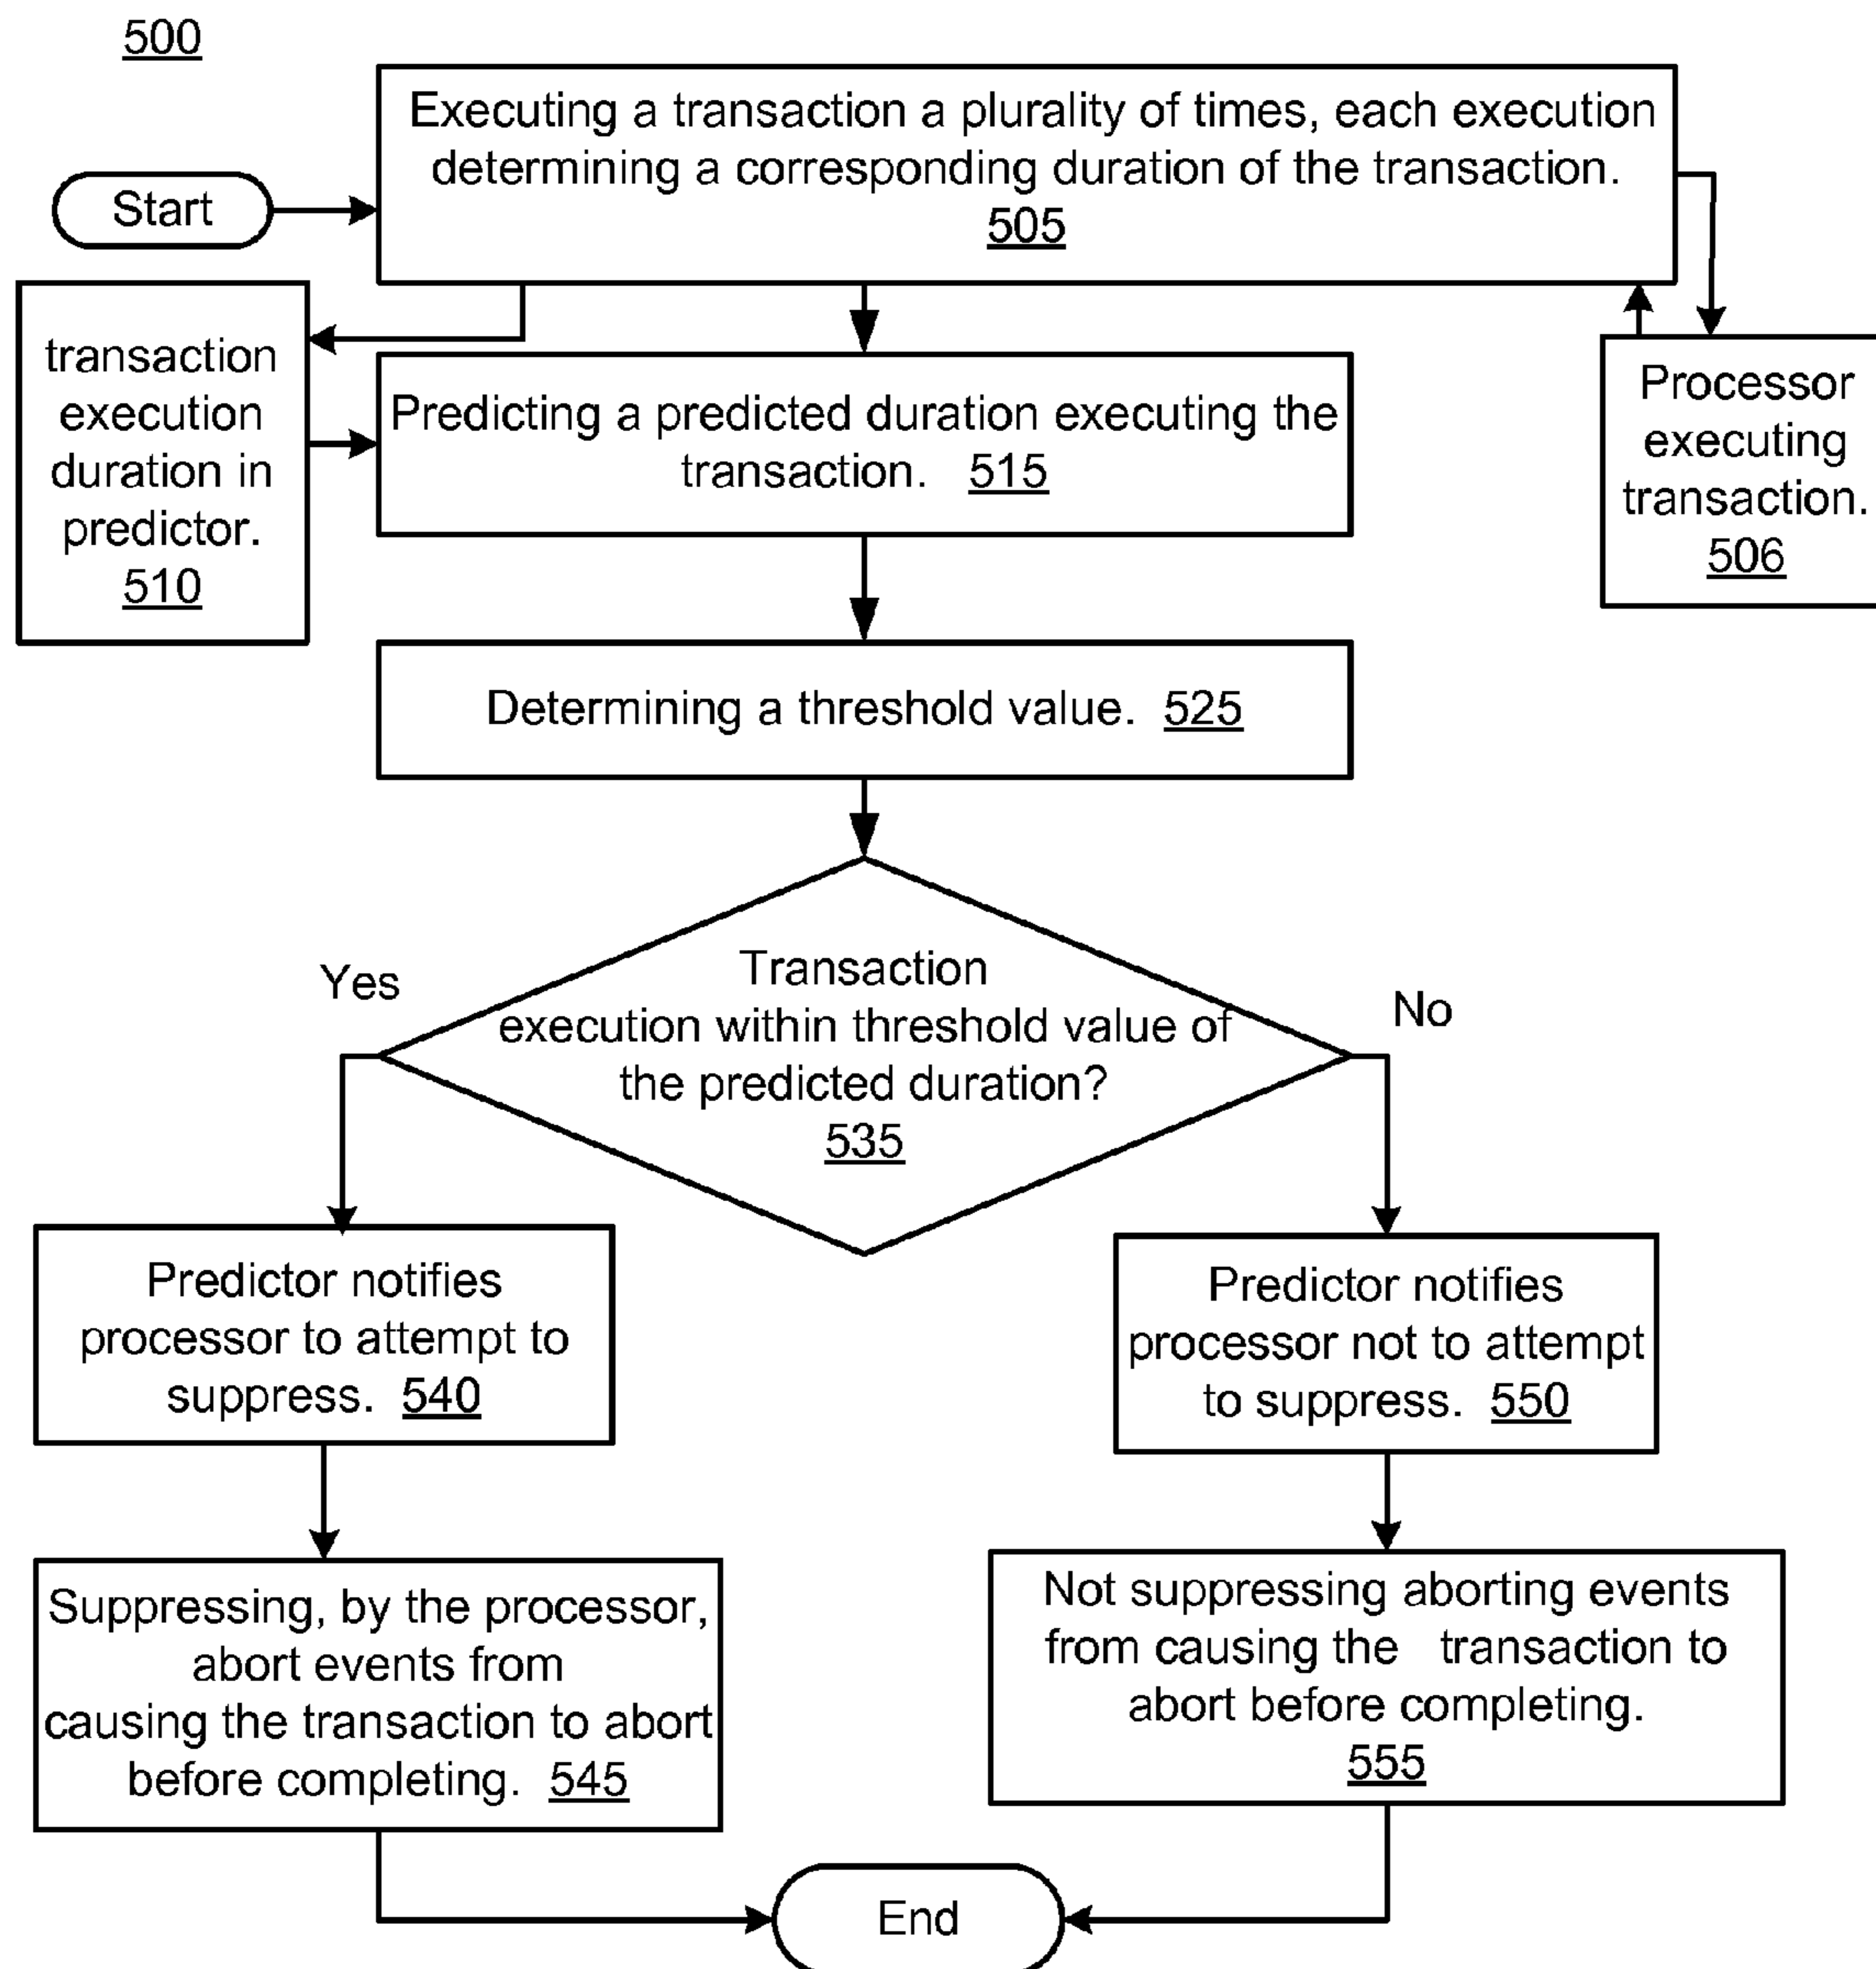 500
Executing a transaction a plurality of times, each execution
determining a corresponding duration of the transaction.
505
Start
transaction
execution
duration in
predictor.
510
Predicting a predicted duration executing the
transaction. 515
Processor
executing
transaction.
506
Determining a threshold value. 525
Transaction
execution within threshold value of
the predicted duration?
535
Yes
No
Predictor notifies
processor to attempt to
suppress. 540
Predictor notifies
processor not to attempt
to suppress. 550
Suppressing, by the processor,
abort events from
causing the transaction to abort
before completing. 545
Not suppressing aborting events
from causing the transaction to
abort before completing.
555
End